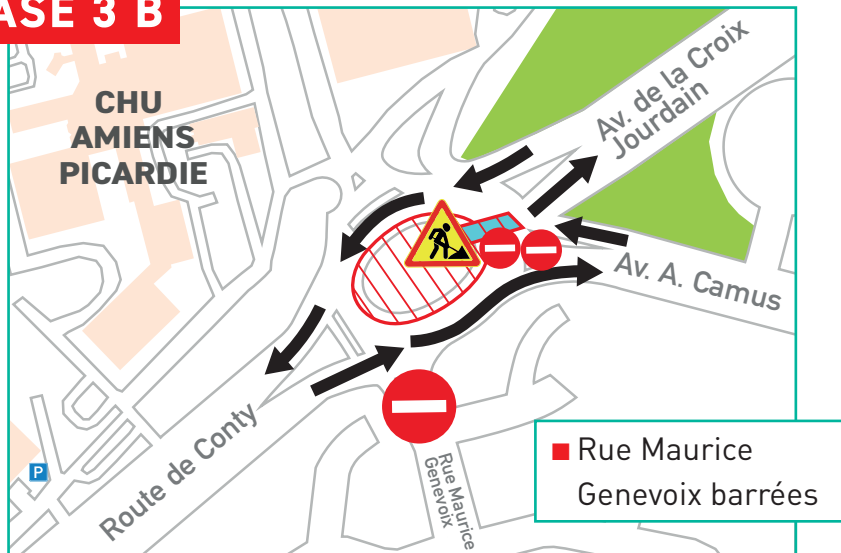 ASE 3 B
CHU
AMIENS
PICARDIE
Av. de la Croix
Jourdain
Av. A. Camus
Route de Conty
Rue Maurice
Genevoix
P
Rue Maurice
Genevoix barrées